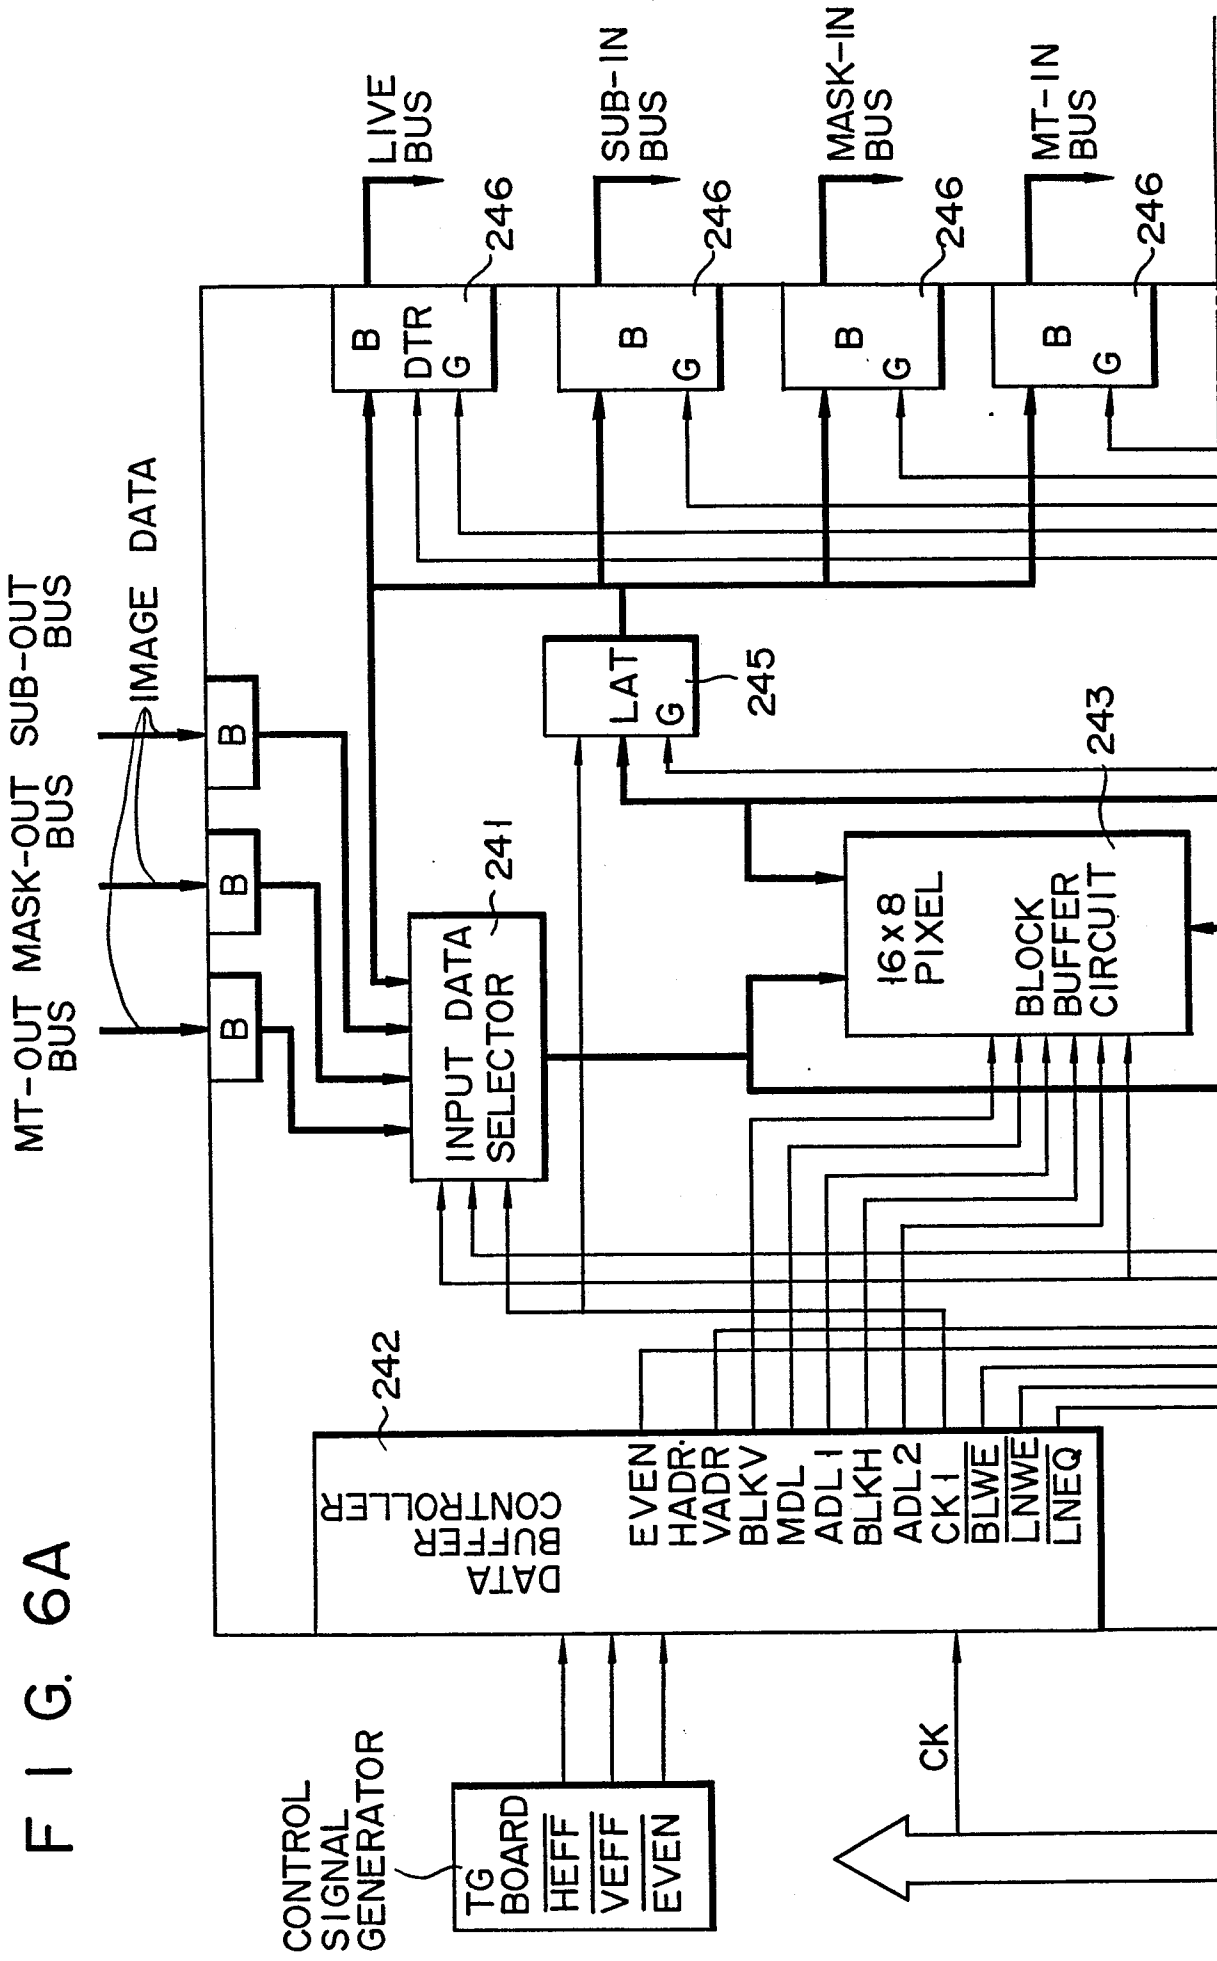 FIG. 6A
MT-OUT
BUS
MASK-OUT
BUS
SUB-OUT
BUS
IMAGE DATA
B
B
B
CONTROL
SIGNAL
GENERATOR
TG
BOARD
HEFF
VEFF
EVEN
CK
242
DATA
BUFFER
CONTROLLER
EVEN
HADR.
VADR
BLKV
MDL
ADL1
BLKH
ADL2
CK1
BLWE
LNWE
LNEQ
INPUT DATA
SELECTOR
241
16x8
PIXEL
BLOCK
BUFFER
CIRCUIT
243
LAT
G
245
B
DTR
G
246
LIVE
BUS
B
G
246
SUB-IN
BUS
B
G
246
MASK-IN
BUS
B
G
246
MT-IN
BUS